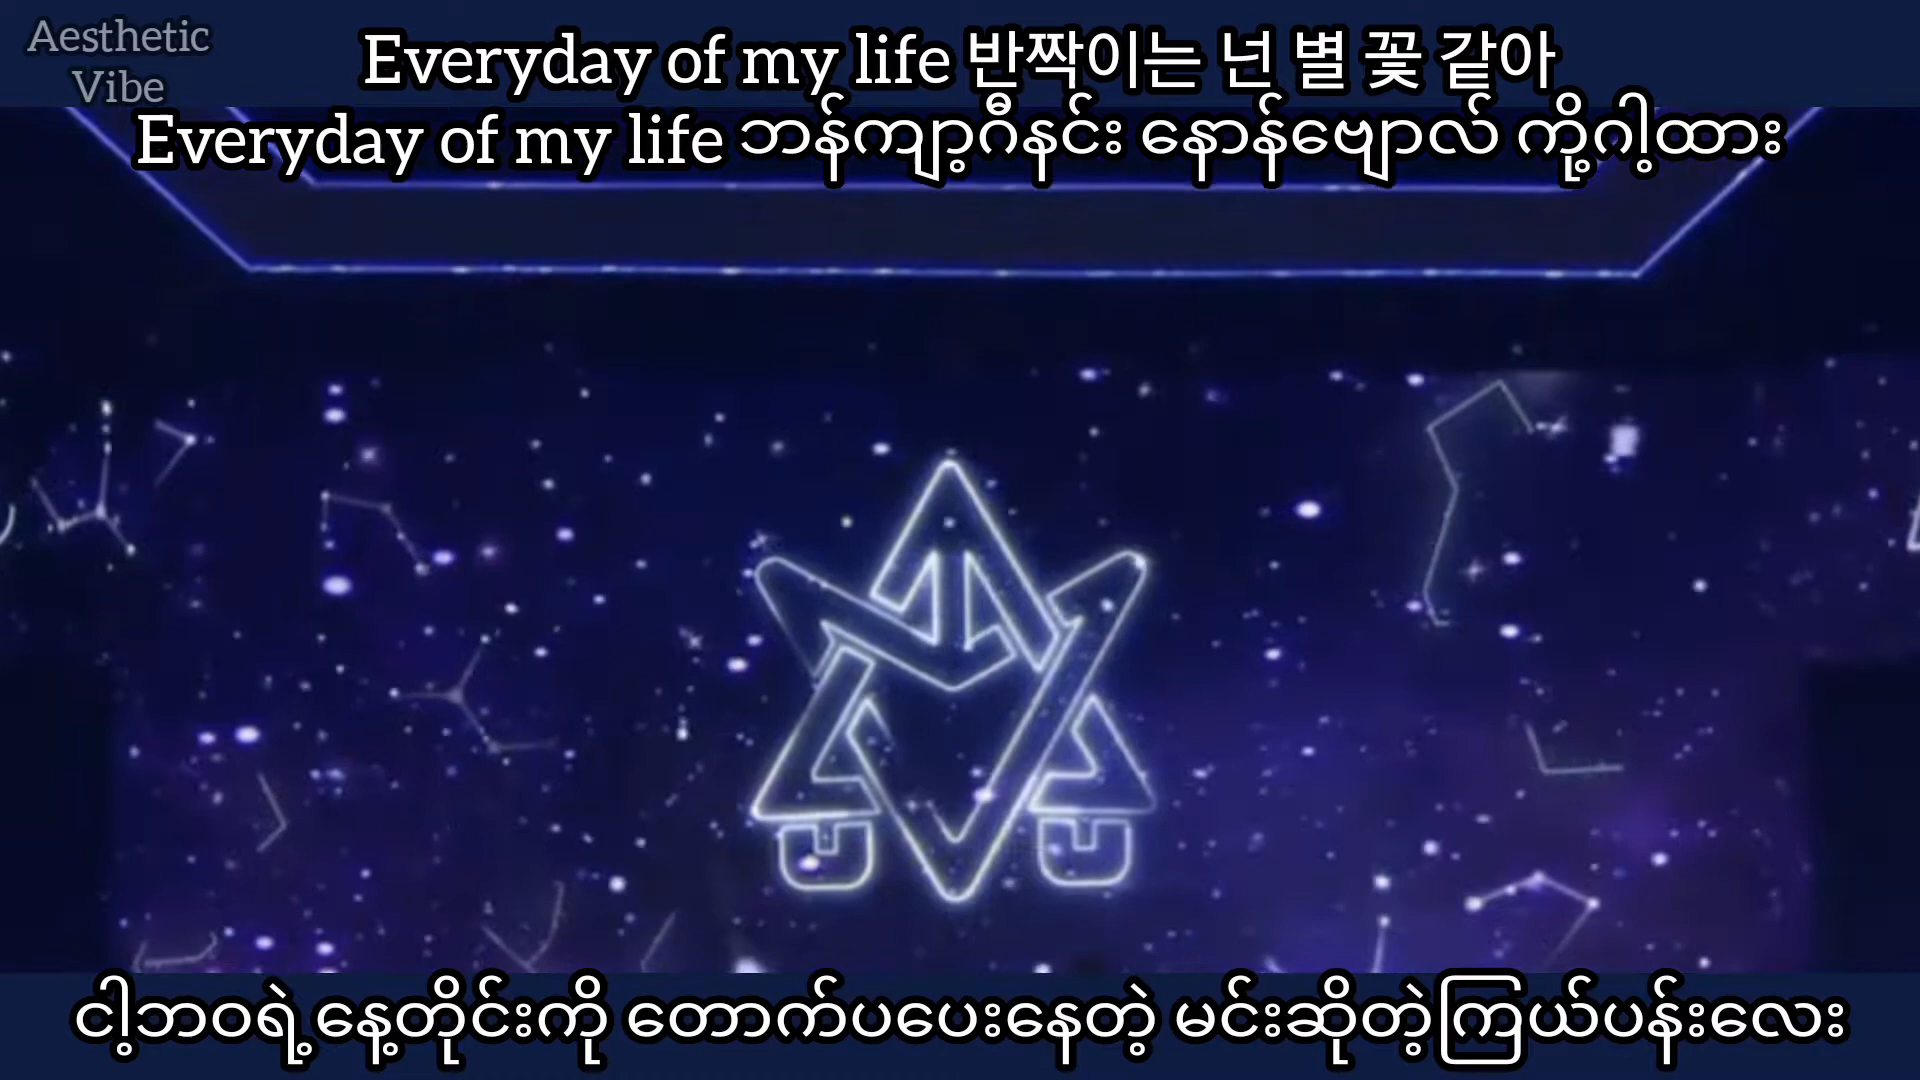 Aesthetic
Vibe
Everyday of my life 반짝이는 넌 별 꽃 같아
Everyday of my life ဘန်ကျာ့ဂီနင်း နောန်ဗျောလ် ကို့ဂါ့ထား
ငါ့ဘဝရဲ့နေ့တိုင်းကို တောက်ပပေးနေတဲ့ မင်းဆိုတဲ့ကြယ်ပန်းလေး